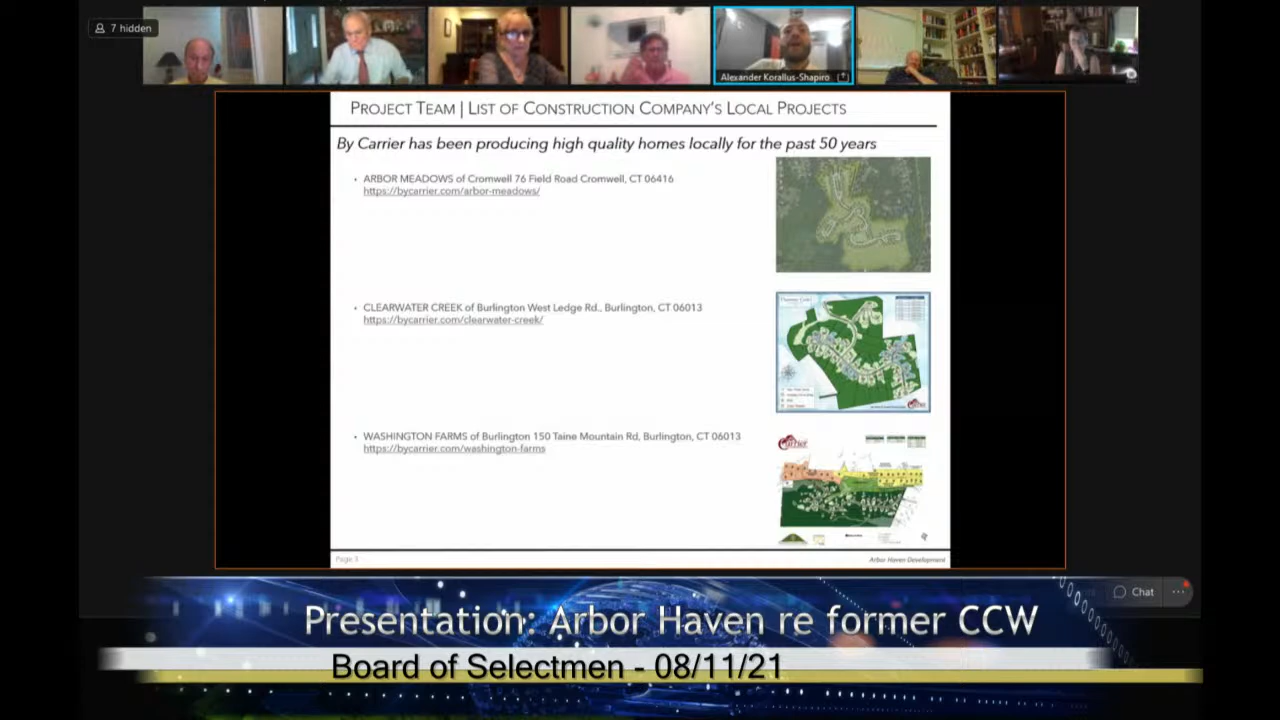 7 hidden
Alexander Korallus-Shapiro
PROJECT TEAM | LIST OF CONSTRUCTION COMPANY'S LOCAL PROJECTS
By Carrier has been producing high quality homes locally for the past 50 years
• ARBOR MEADOWS of Cromwell 76 Field Road Cromwell, CT 06416
https://bycarrier.com/arbor-meadows/
• CLEARWATER CREEK of Burlington West Ledge Rd., Burlington, CT 06013
https://bycarrier.com/clearwater-creek/
• WASHINGTON FARMS of Burlington 150 Taine Mountain Rd, Burlington, CT 06013
https://bycarrier.com/washington-farms
Carrier
Arbor Haven Development
Chat
Presentation: Arbor Haven re former CCW
Board of Selectmen - 08/11/21